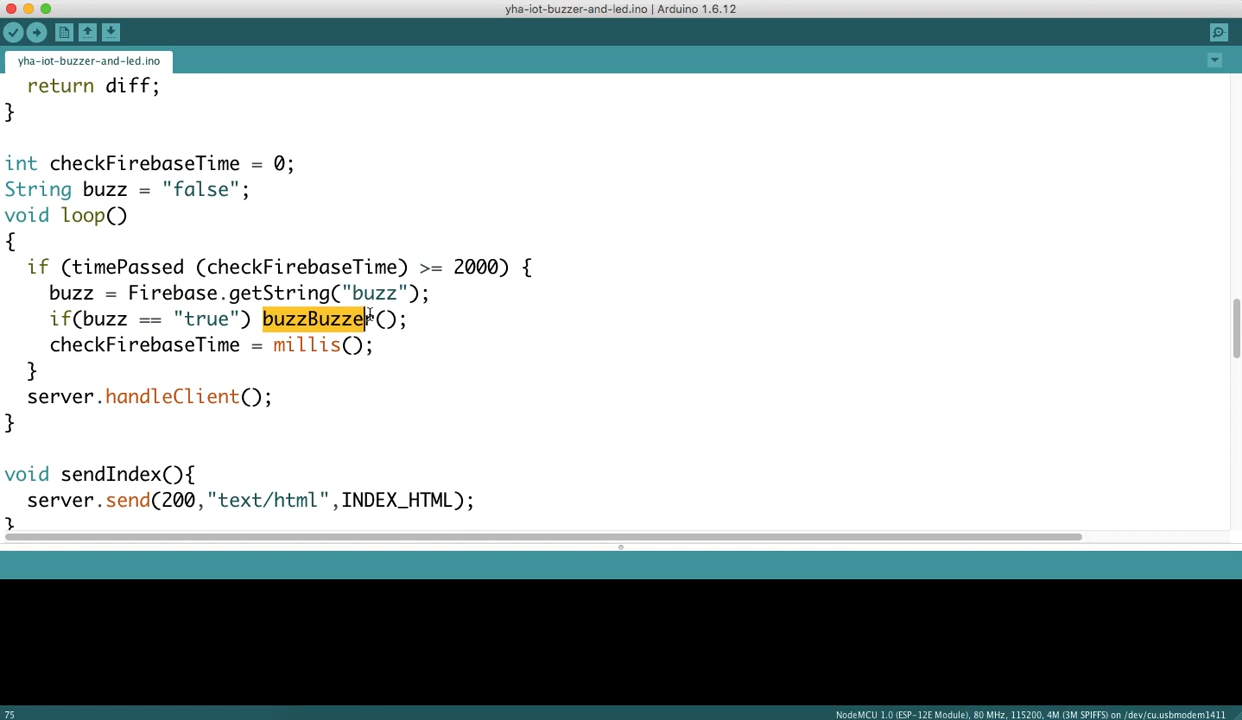 yha-iot-buzzer-and-led.ino | Arduino 1.6.12
yha-iot-buzzer-and-led.ino
return diff;
}
int checkFirebaseTime = 0;
String buzz = "false";
void loop()
{
if (timePassed (checkFirebaseTime) >= 2000) {
buzz = Firebase.getString("buzz");
if(buzz == "true") buzzBuzzer();
checkFirebaseTime = millis();
}
server.handleClient();
}
void sendIndex(){
server.send(200,"text/html",INDEX_HTML);
}
75
NodeMCU 1.0 (ESP-12E Module), 80 MHz, 115200, 4M (3M SPIFFS) on /dev/cu.usbmodem1411